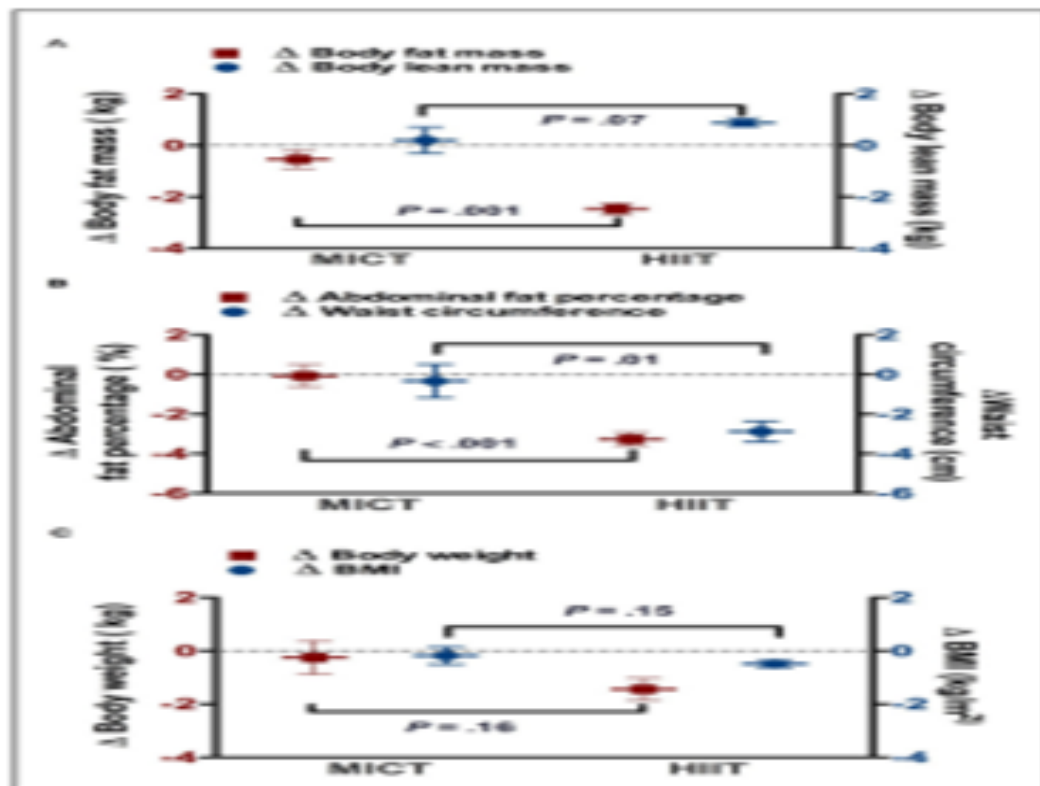 A
Δ Body fat mass
Δ Body lean mass
Δ Body fat mass (kg)
2
0
-2
-4
P = .07
P = .001
MICT
HIIT
2
0
-2
-4
Δ Body lean mass (kg)
B
Δ Abdominal fat percentage
Δ Waist circumference
Δ Abdominal
fat percentage (%)
2
0
-2
-4
-6
P = .01
P < .001
MICT
HIIT
2
0
-2
-4
-6
ΔWaist
circumference (cm)
C
Δ Body weight
Δ BMI
Δ Body weight (kg)
2
0
-2
-4
P = .15
P = .16
MICT
HIIT
2
0
-2
-4
Δ BMI (kg/m²)